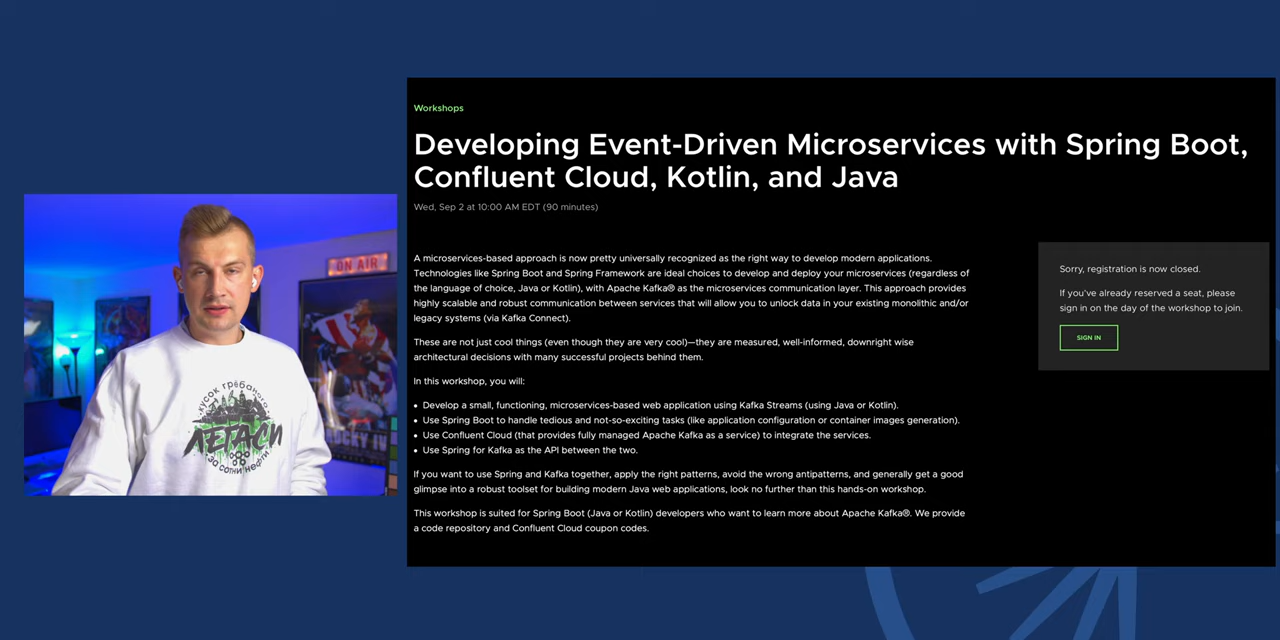 Workshops
Developing Event-Driven Microservices with Spring Boot,
Confluent Cloud, Kotlin, and Java
Wed, Sep 2 at 10:00 AM EDT (90 minutes)
A microservices-based approach is now pretty universally recognized as the right way to develop modern applications.
Technologies like Spring Boot and Spring Framework are ideal choices to develop and deploy your microservices (regardless of
the language of choice, Java or Kotlin), with Apache Kafka® as the microservices communication layer. This approach provides
highly scalable and robust communication between services that will allow you to unlock data in your existing monolithic and/or
legacy systems (via Kafka Connect).
These are not just cool things (even though they are very cool)—they are measured, well-informed, downright wise
architectural decisions with many successful projects behind them.
In this workshop, you will:
• Develop a small, functioning, microservices-based web application using Kafka Streams (using Java or Kotlin).
• Use Spring Boot to handle tedious and not-so-exciting tasks (like application configuration or container images generation).
• Use Confluent Cloud (that provides fully managed Apache Kafka as a service) to integrate the services.
• Use Spring for Kafka as the API between the two.
If you want to use Spring and Kafka together, apply the right patterns, avoid the wrong antipatterns, and generally get a good
glimpse into a robust toolset for building modern Java web applications, look no further than this hands-on workshop.
This workshop is suited for Spring Boot (Java or Kotlin) developers who want to learn more about Apache Kafka®. We provide
a code repository and Confluent Cloud coupon codes.
Sorry, registration is now closed.
If you've already reserved a seat, please
sign in on the day of the workshop to join.
SIGN IN
ON AIR
кусок грёбаного
ЛЕГАСИ
за сотни нефти
ROCKY IV